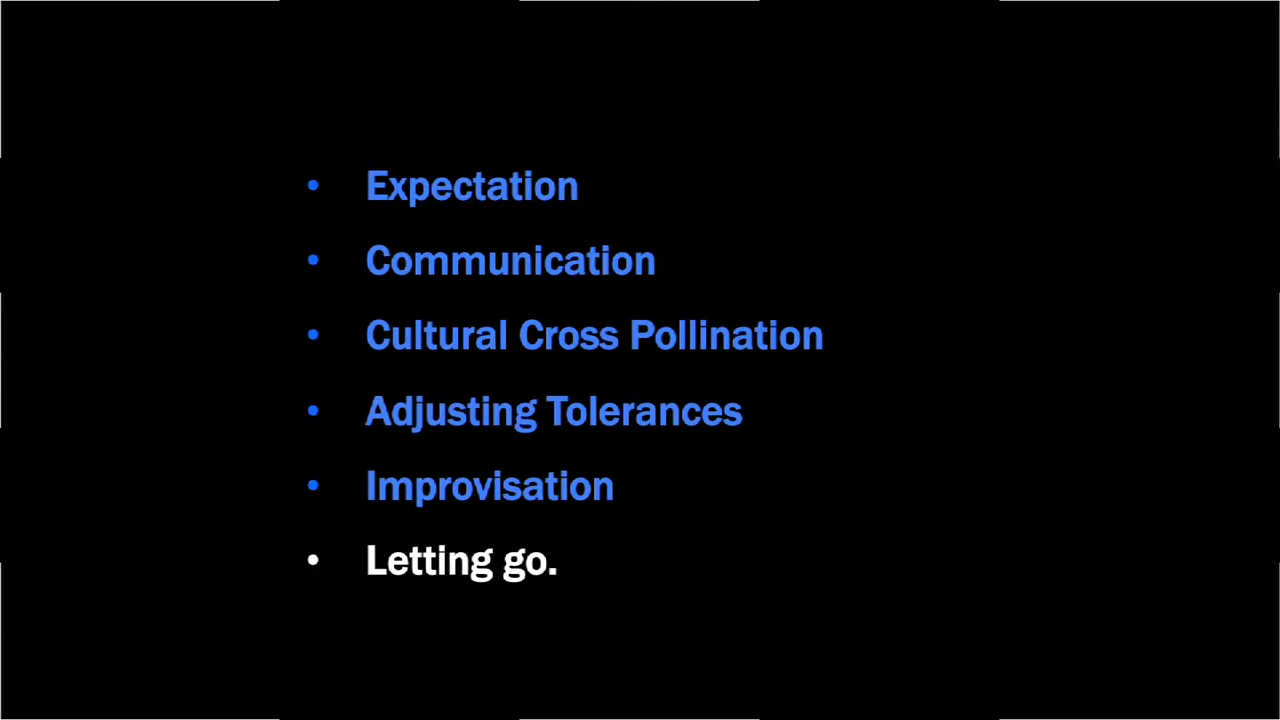 • Expectation
• Communication
• Cultural Cross Pollination
• Adjusting Tolerances
• Improvisation
• Letting go.